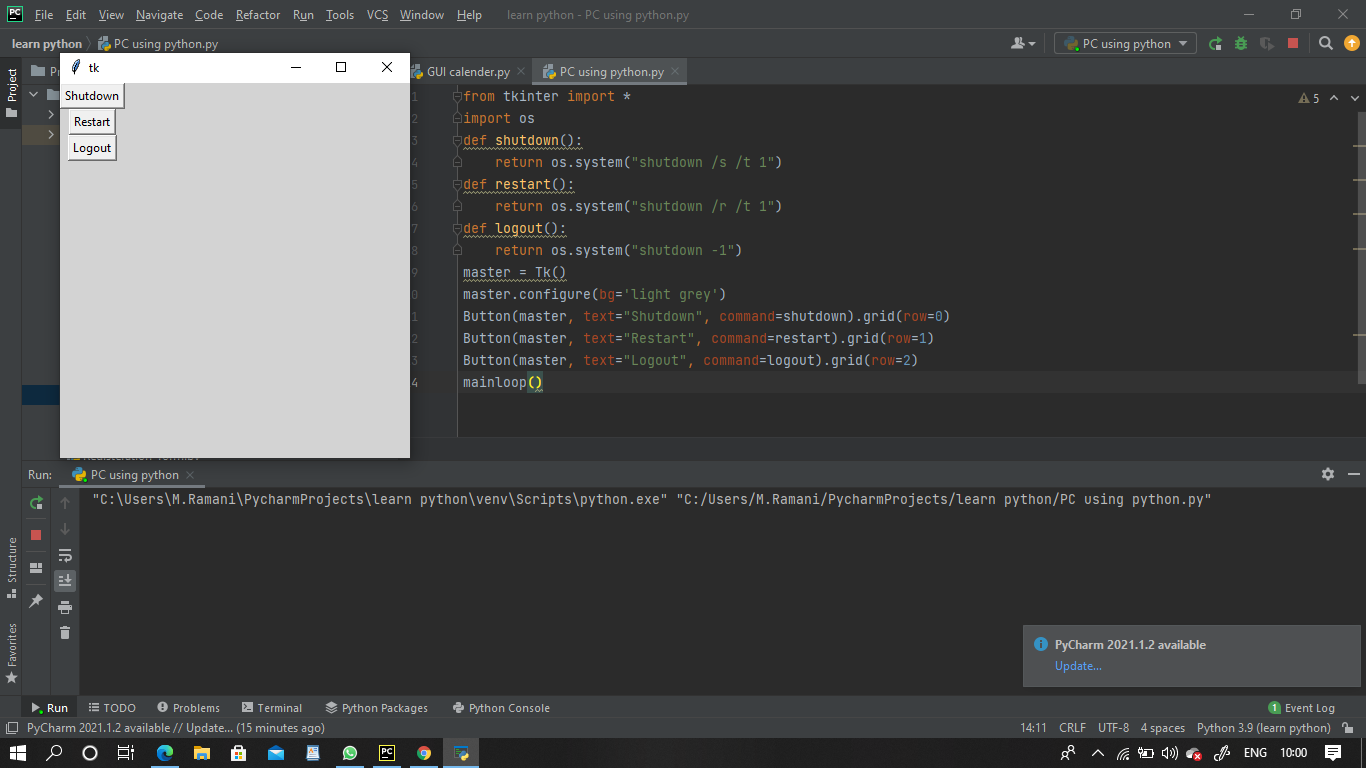 PC File Edit View Navigate Code Refactor Run Tools VCS Window Help learn python - PC using python.py
learn python PC using python.py PC using python
tk
GUI calender.py PC using python.py
Project
Shutdown
Restart
Logout
5
1 from tkinter import *
2 import os
3 def shutdown():
4 return os.system("shutdown /s /t 1")
5 def restart():
6 return os.system("shutdown /r /t 1")
7 def logout():
8 return os.system("shutdown -1")
9 master = Tk()
0 master.configure(bg='light grey')
1 Button(master, text="Shutdown", command=shutdown).grid(row=0)
2 Button(master, text="Restart", command=restart).grid(row=1)
3 Button(master, text="Logout", command=logout).grid(row=2)
4 mainloop()
Run: PC using python
"C:\Users\M.Ramani\PycharmProjects\learn python\venv\Scripts\python.exe" "C:/Users/M.Ramani/PycharmProjects/learn python/PC using python.py"
Structure
Favorites
PyCharm 2021.1.2 available
Update...
Run TODO Problems Terminal Python Packages Python Console 1 Event Log
PyCharm 2021.1.2 available // Update... (15 minutes ago) 14:11 CRLF UTF-8 4 spaces Python 3.9 (learn python)
PC ENG 10:00